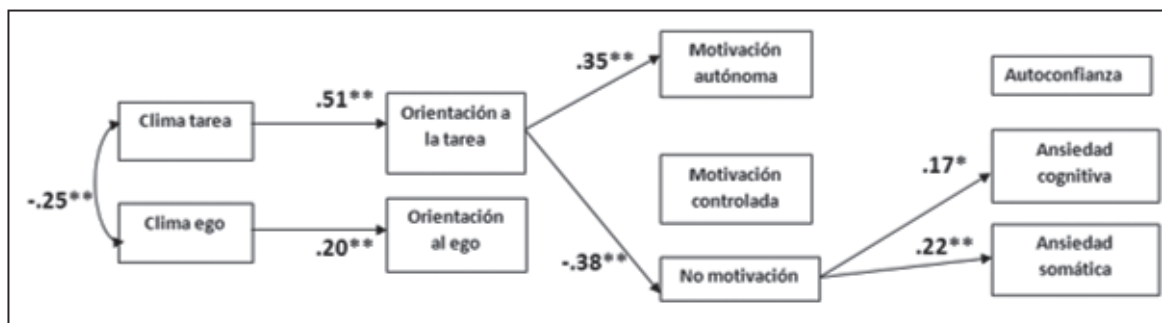 Clima tarea
Clima ego
-.25**
.51**
.20**
Orientación a
la tarea
Orientación
al ego
.35**
-.38**
Motivación
autónoma
Motivación
controlada
No motivación
.17*
.22**
Autoconfianza
Ansiedad
cognitiva
Ansiedad
somática